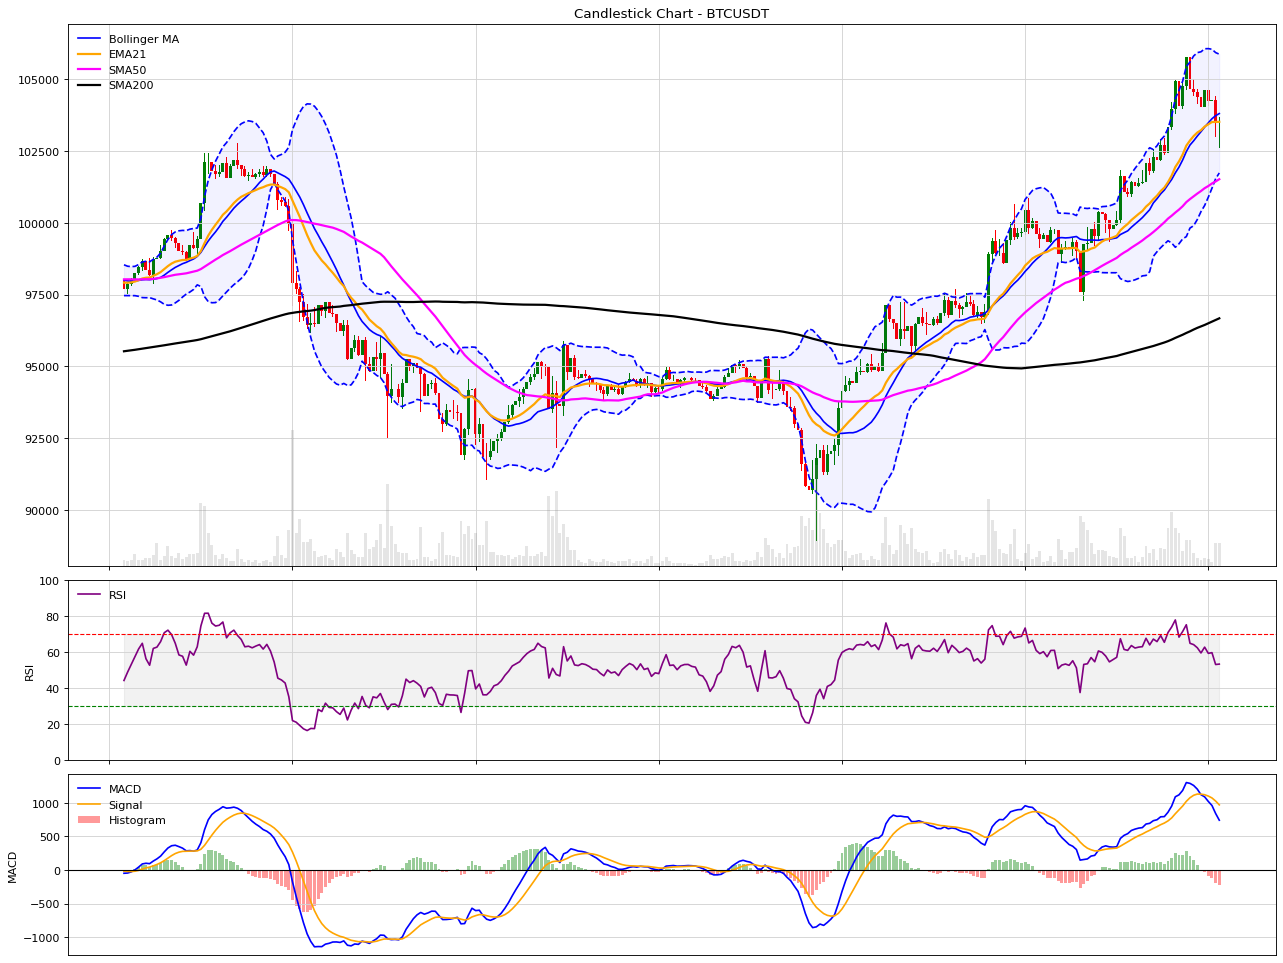 Candlestick Chart - BTCUSDT
Bollinger MA
EMA21
SMA50
SMA200
105000
102500
100000
97500
95000
92500
90000
RSI
100
80
60
40
20
0
RSI
MACD
Signal
Histogram
1000
500
0
−500
−1000
MACD